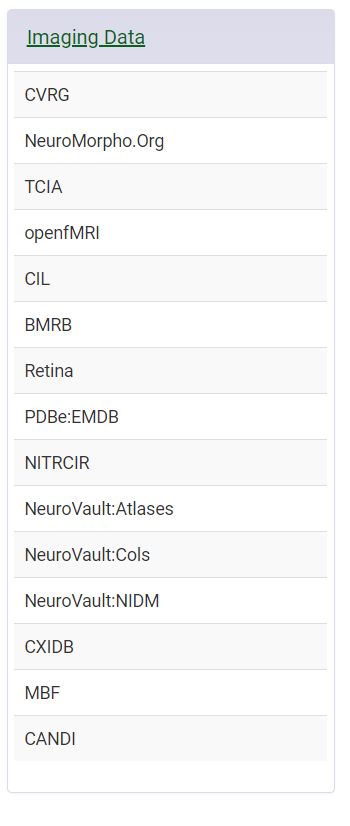 Imaging Data
CVRG
NeuroMorpho.Org
TCIA
openfMRI
CIL
BMRB
Retina
PDBe:EMDB
NITRCIR
NeuroVault:Atlases
NeuroVault:Cols
NeuroVault:NIDM
CXIDB
MBF
CANDI